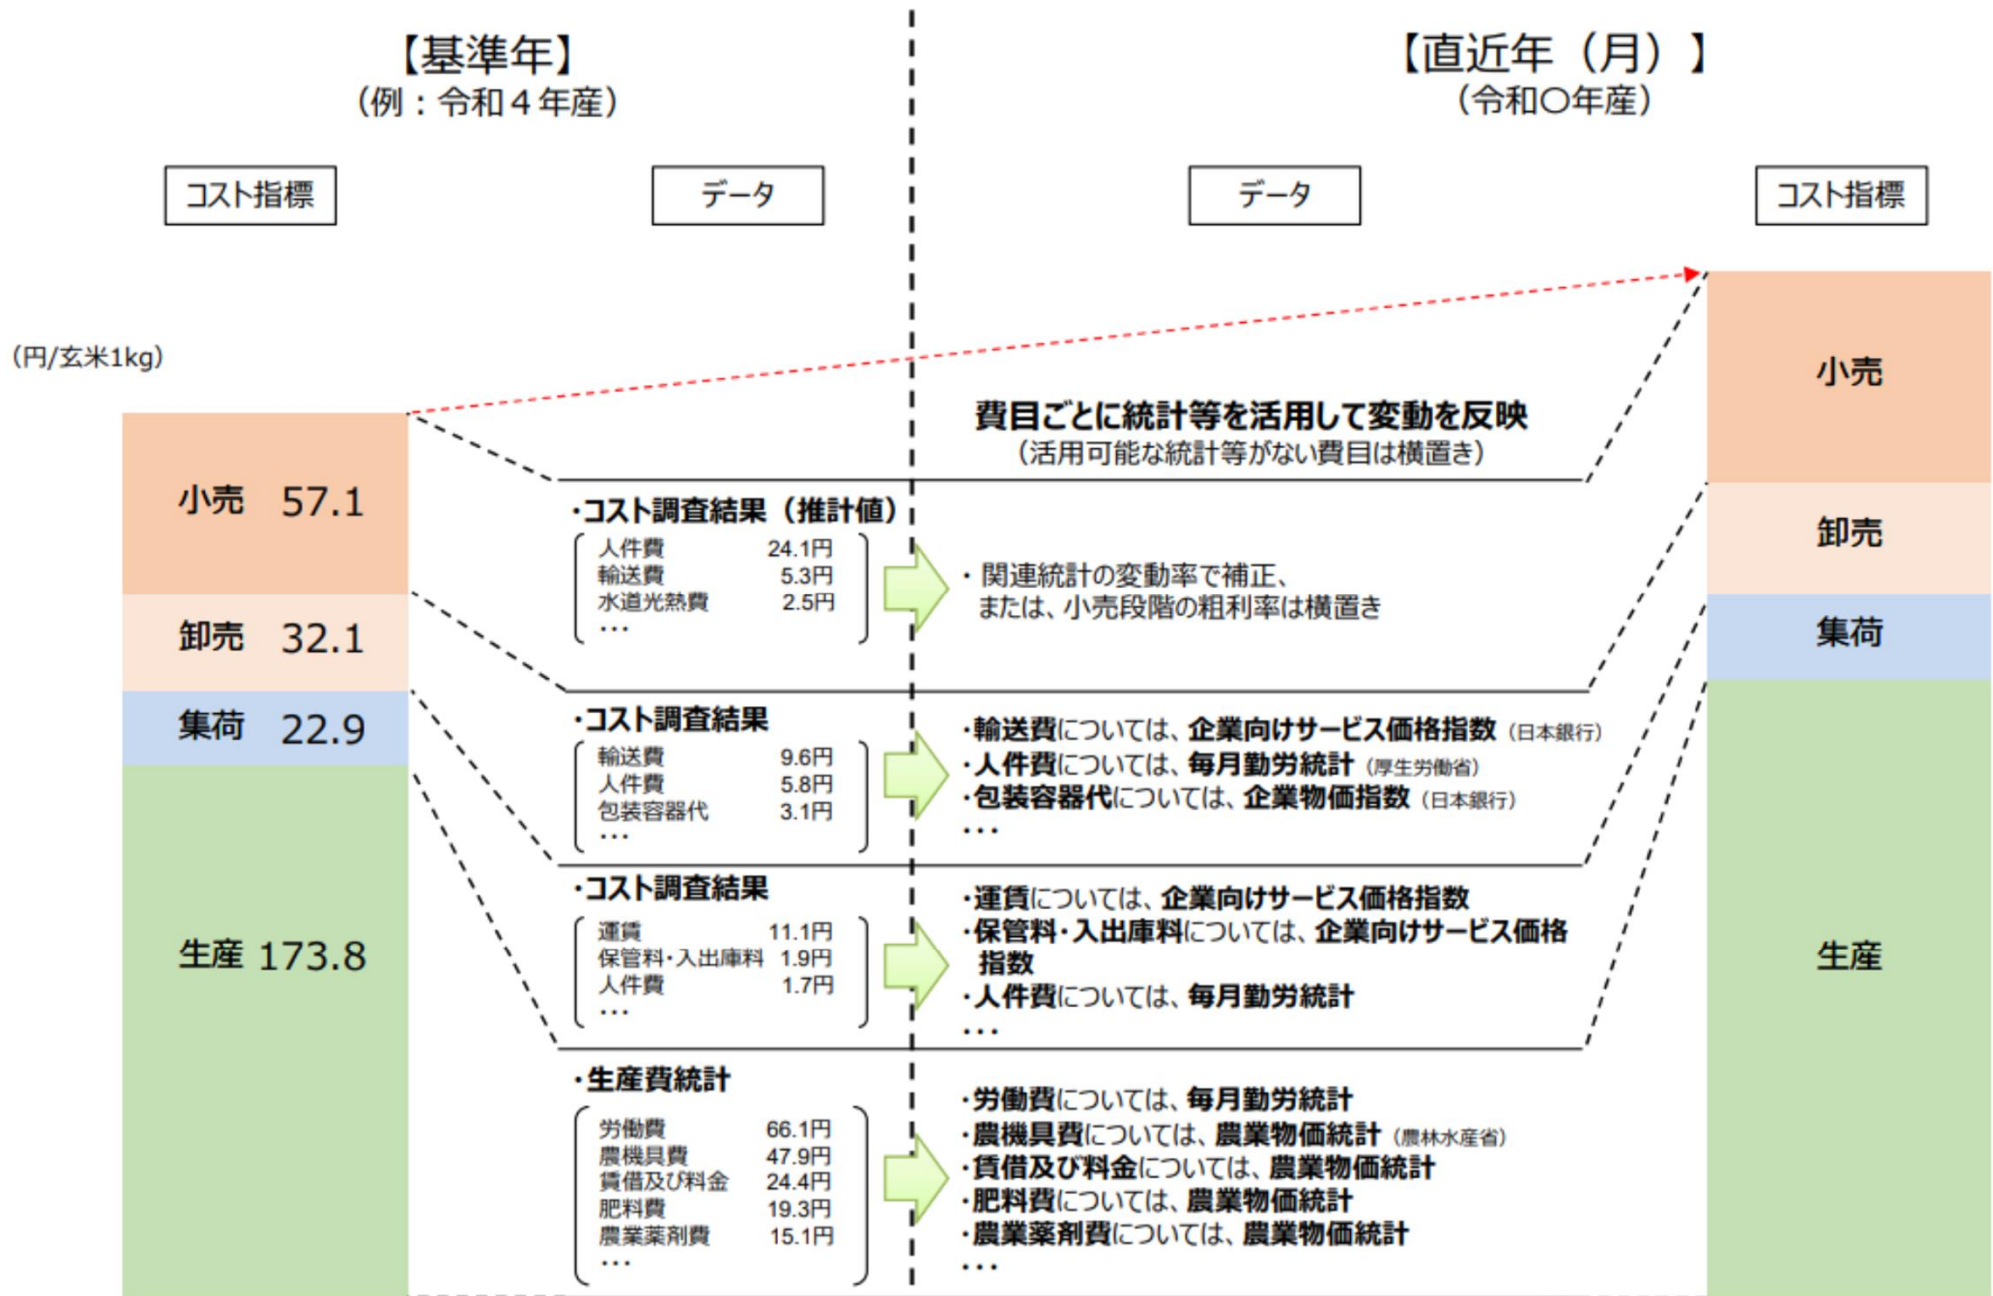 【基準年】
（例：令和４年産）
【直近年（月）】
（令和〇年産）
コスト指標
データ
データ
コスト指標
（円/玄米1kg）
小売 57.1
卸売 32.1
集荷 22.9
生産 173.8
費目ごとに統計等を活用して変動を反映
（活用可能な統計等がない費目は横置き）
・コスト調査結果（推計値）
人件費 24.1円
輸送費 5.3円
水道光熱費 2.5円
・・・
・関連統計の変動率で補正、
または、小売段階の粗利率は横置き
・コスト調査結果
輸送費 9.6円
人件費 5.8円
包装容器代 3.1円
・・・
・輸送費については、企業向けサービス価格指数（日本銀行）
・人件費については、毎月勤労統計（厚生労働省）
・包装容器代については、企業物価指数（日本銀行）
・・・
・コスト調査結果
運賃 11.1円
保管料・入出庫料 1.9円
人件費 1.7円
・・・
・運賃については、企業向けサービス価格指数
・保管料・入出庫料については、企業向けサービス価格
指数
・人件費については、毎月勤労統計
・・・
・生産費統計
労働費 66.1円
農機具費 47.9円
賃借及び料金 24.4円
肥料費 19.3円
農業薬剤費 15.1円
・・・
・労働費については、毎月勤労統計
・農機具費については、農業物価統計（農林水産省）
・賃借及び料金については、農業物価統計
・肥料費については、農業物価統計
・農業薬剤費については、農業物価統計
・・・
小売
卸売
集荷
生産